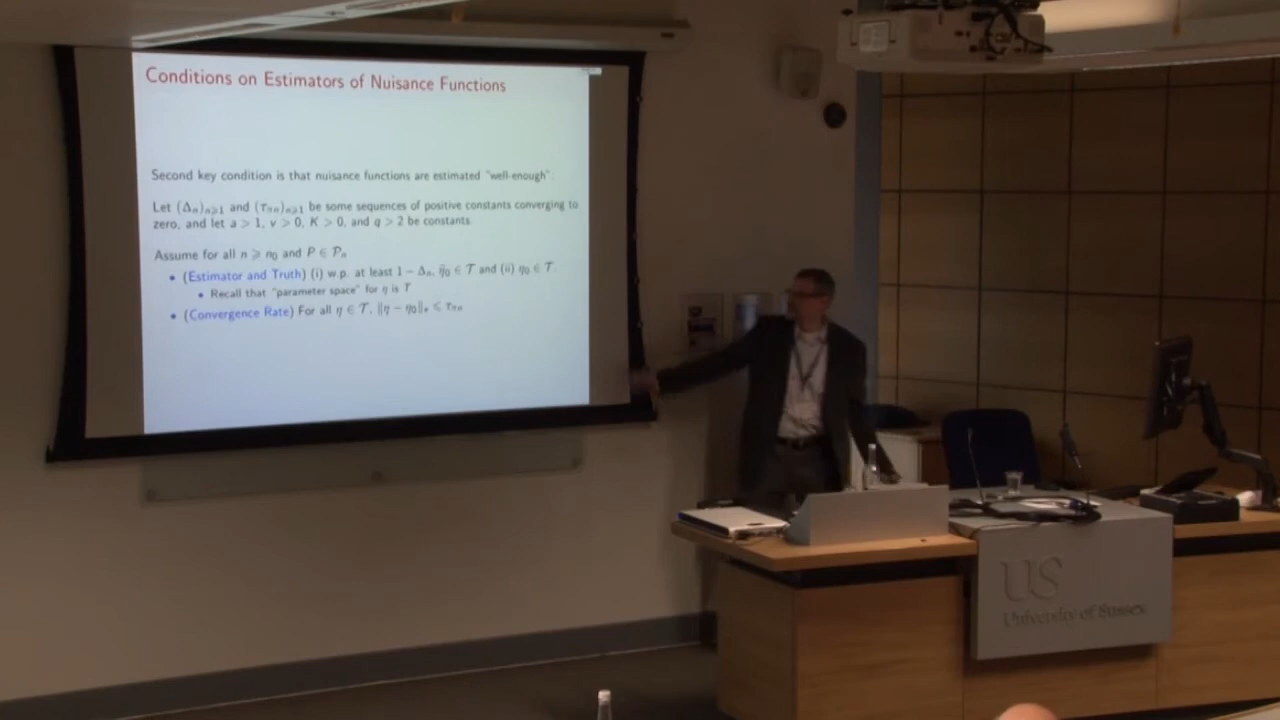 Conditions on Estimators of Nuisance Functions
Second key condition is that nuisance functions are estimated "well-enough".
Let (Δₙ)ₙ⩾₁ and (τₙₙ)ₙ⩾₁ be some sequences of positive constants converging to
zero, and let a > 1, v > 0, K > 0, and q > 2 be constants.
Assume for all n ⩾ n₀ and P ∈ 𝒫ₙ
• (Estimator and Truth) (i) w.p. at least 1 − Δₙ, η̂₀ ∈ 𝒯 and (ii) η₀ ∈ 𝒯.
• Recall that "parameter space" for η is 𝒯
• (Convergence Rate) For all η ∈ 𝒯, ‖η − η₀‖ₑ ⩽ τₙₙ
US
University of Sussex